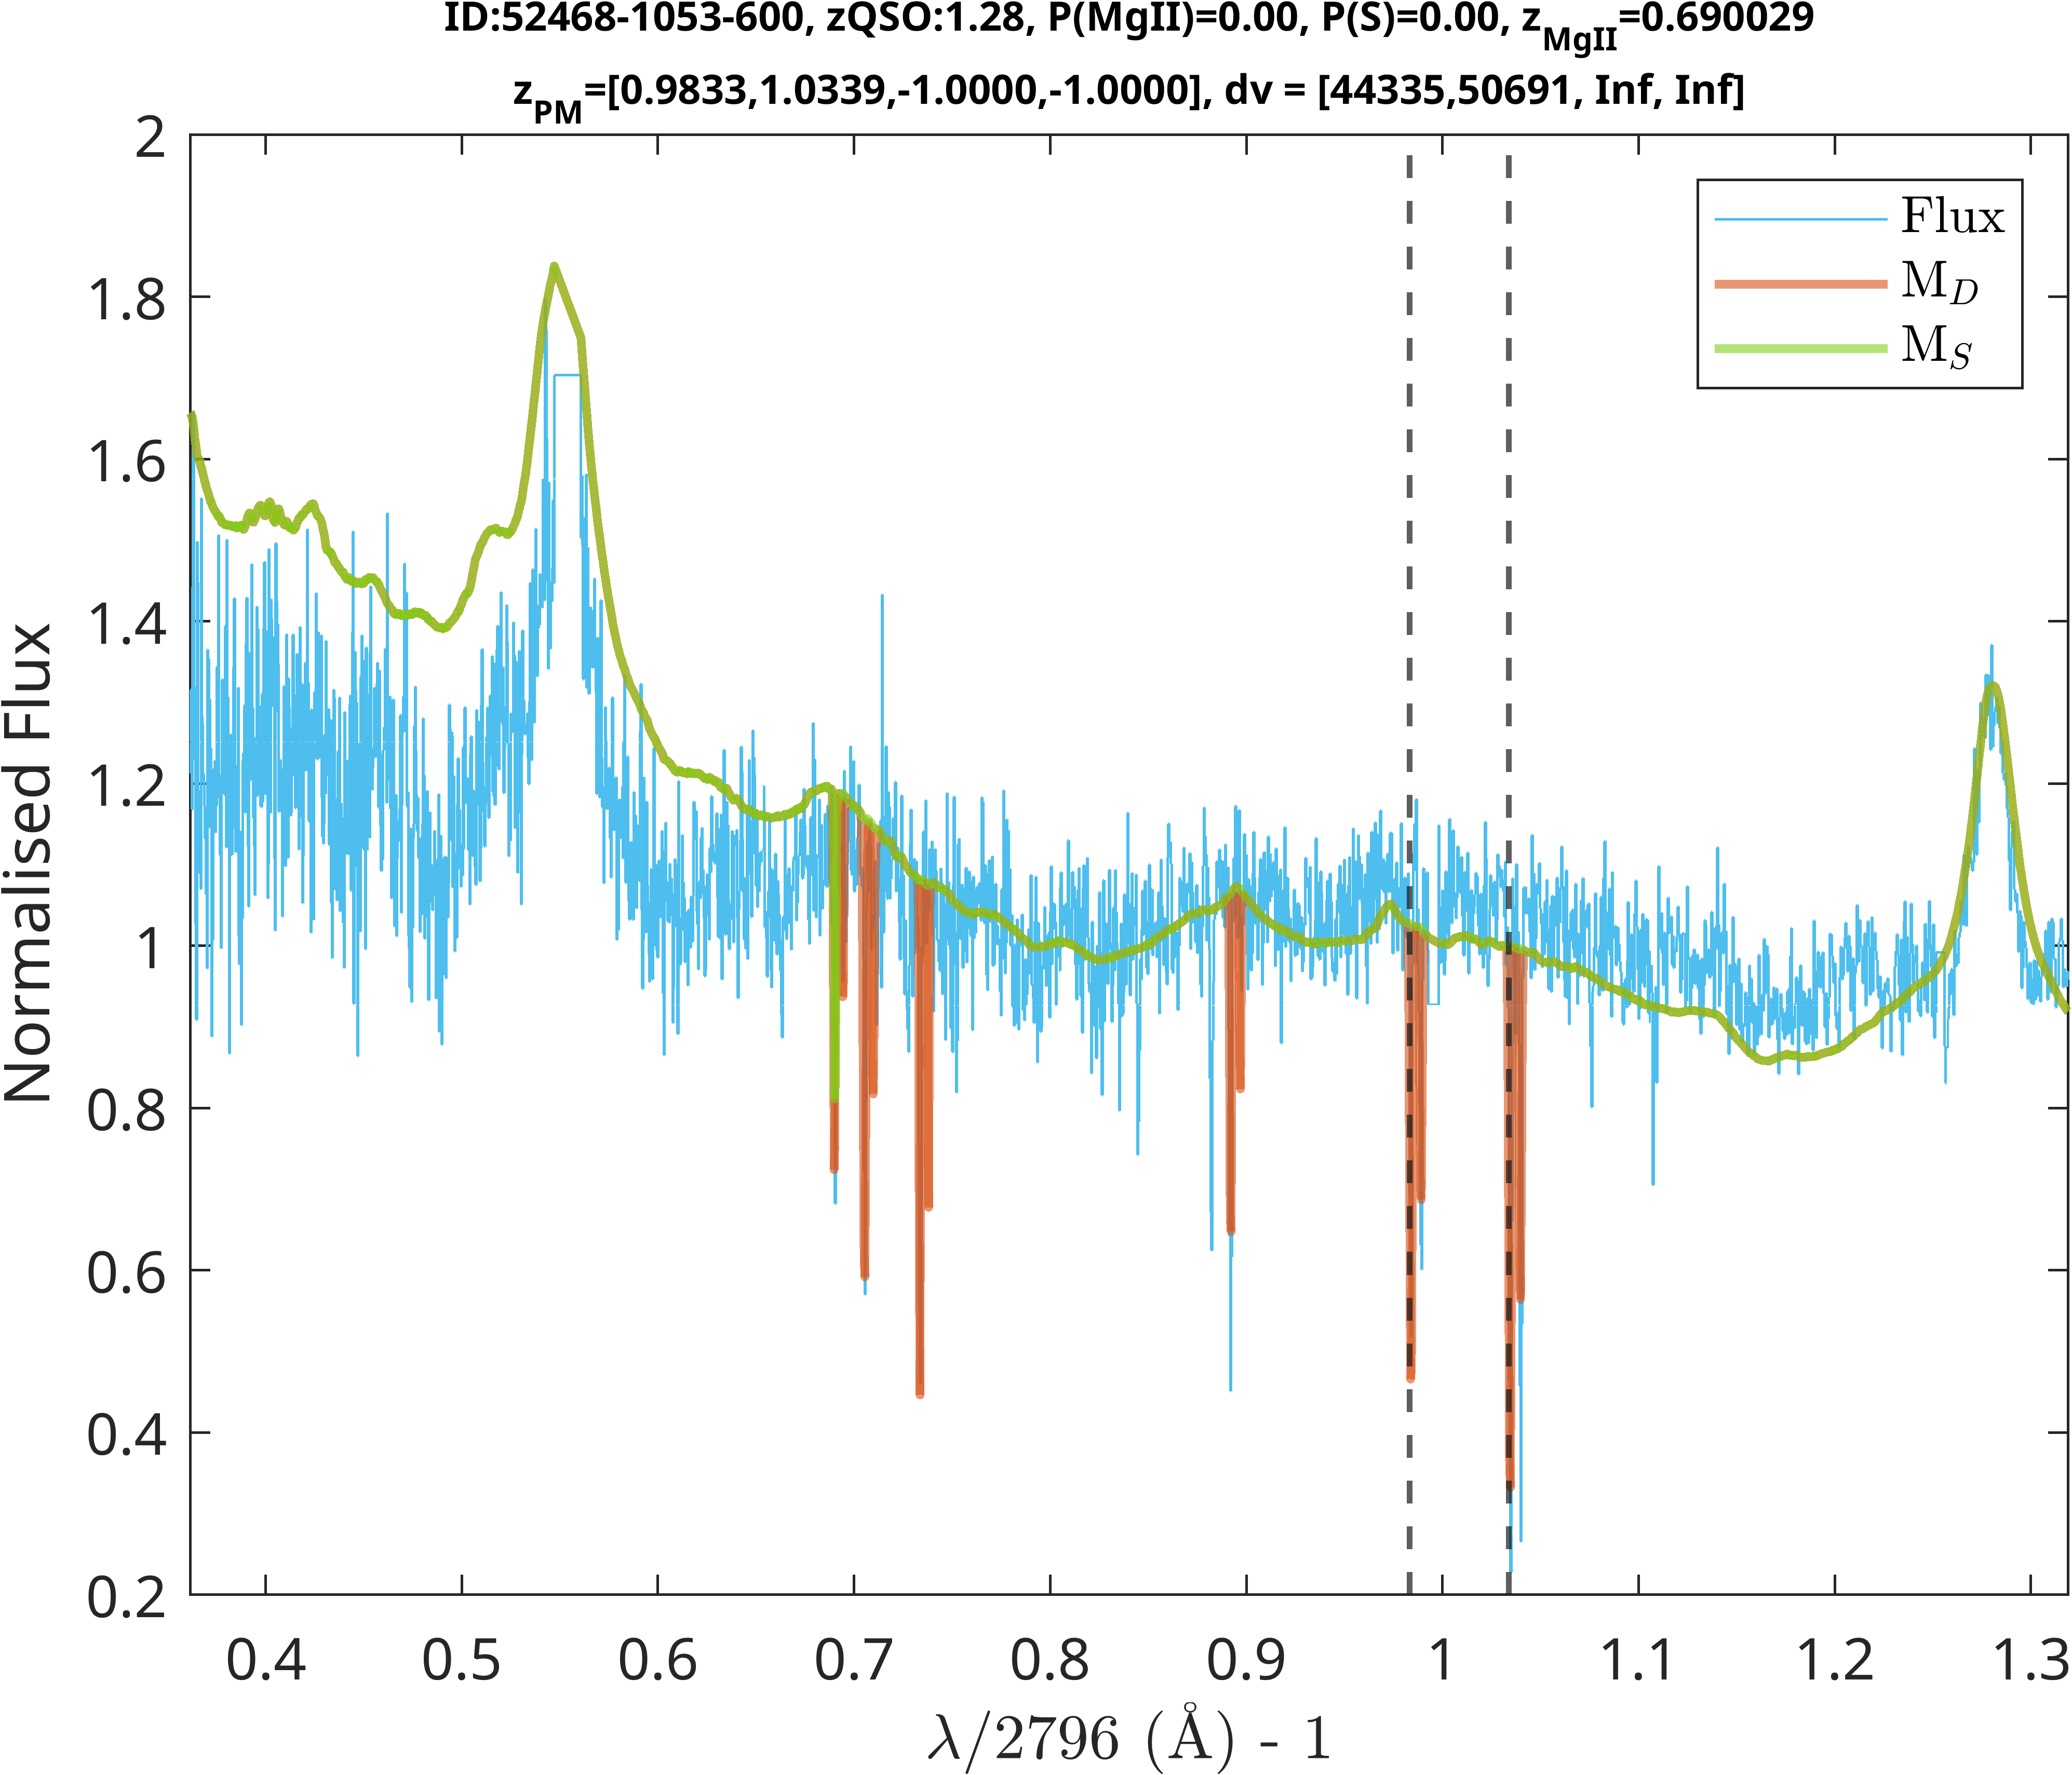 ID:52468-1053-600, zQSO:1.28, P(MgII)=0.00, P(S)=0.00, zMgII=0.690029
zPM=[0.9833,1.0339,-1.0000,-1.0000], dv = [44335,50691, Inf, Inf]
2
1.8
1.6
1.4
1.2
1
0.8
0.6
0.4
0.2
Normalised Flux
Flux
MD
MS
0.4 0.5 0.6 0.7 0.8 0.9 1 1.1 1.2 1.3
λ/2796 (Å) - 1